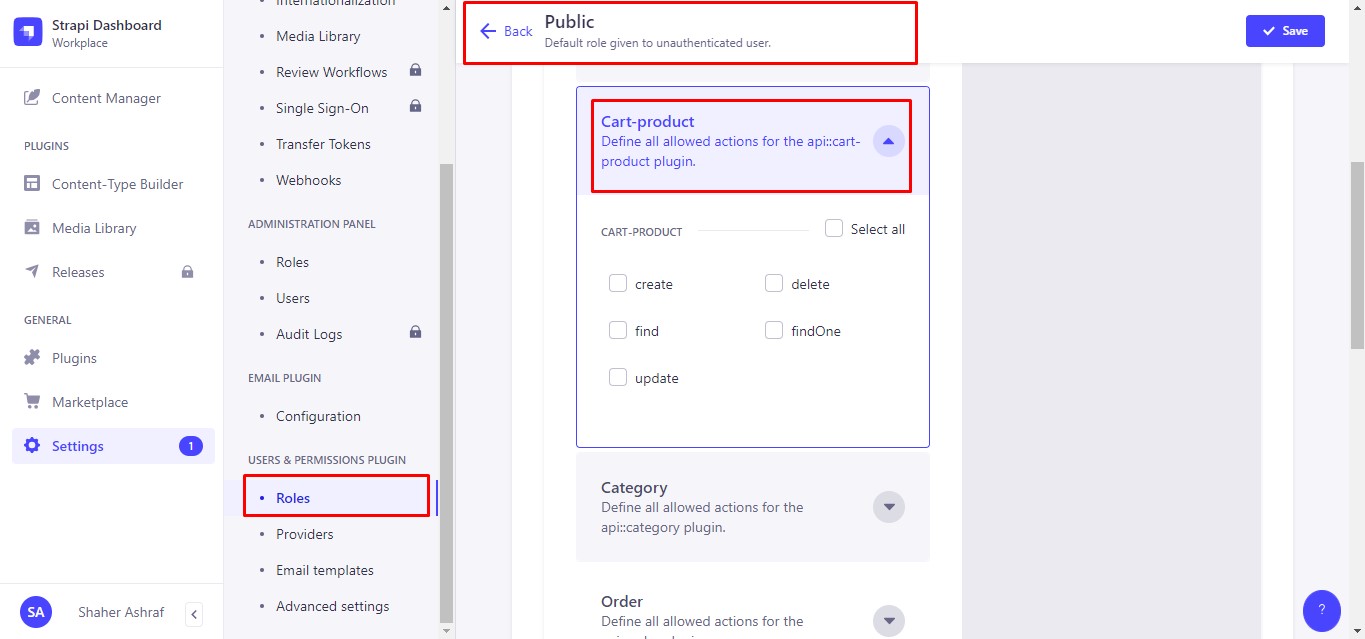 Strapi Dashboard
Workplace
Content Manager
PLUGINS
Content-Type Builder
Media Library
Releases
GENERAL
Plugins
Marketplace
Settings
1
SA
Shaher Ashraf
Internationalization
Media Library
Review Workflows
Single Sign-On
Transfer Tokens
Webhooks
ADMINISTRATION PANEL
Roles
Users
Audit Logs
EMAIL PLUGIN
Configuration
USERS & PERMISSIONS PLUGIN
Roles
Providers
Email templates
Advanced settings
Back
Public
Default role given to unauthenticated user.
Save
Cart-product
Define all allowed actions for the api::cart-
product plugin.
CART-PRODUCT
Select all
create
delete
find
findOne
update
Category
Define all allowed actions for the
api::category plugin.
Order
Define all allowed actions for the
?